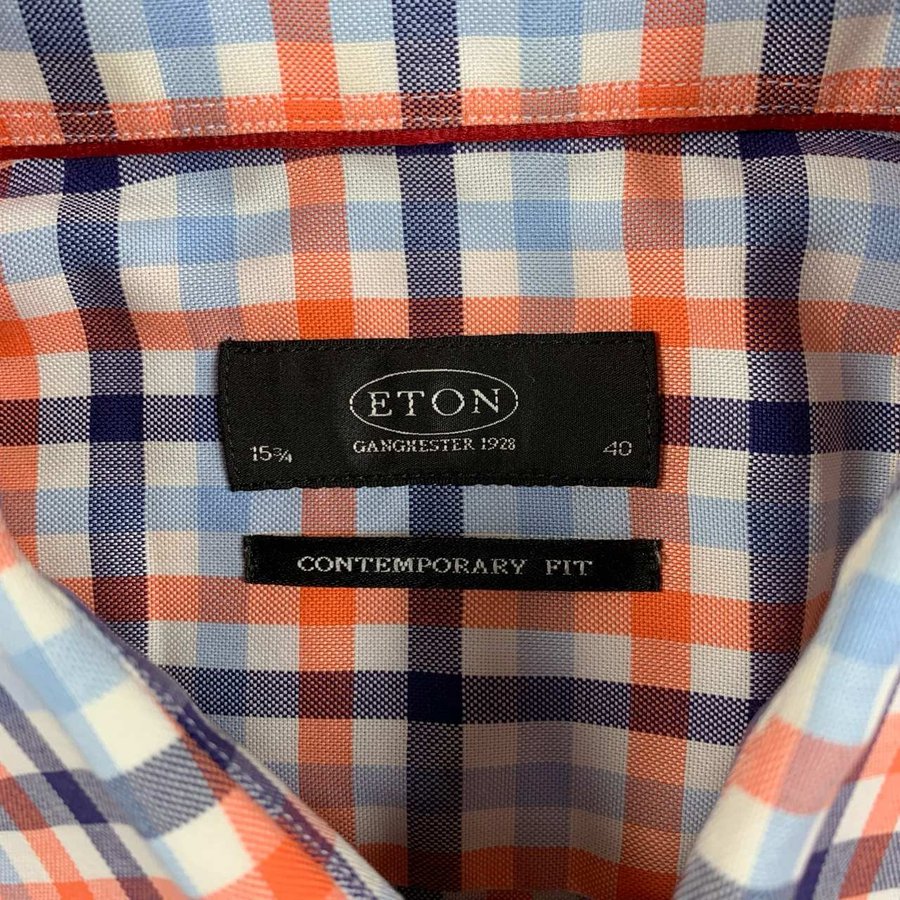 ETON
GANGHESTER 1928
15¾ 40
CONTEMPORARY FIT